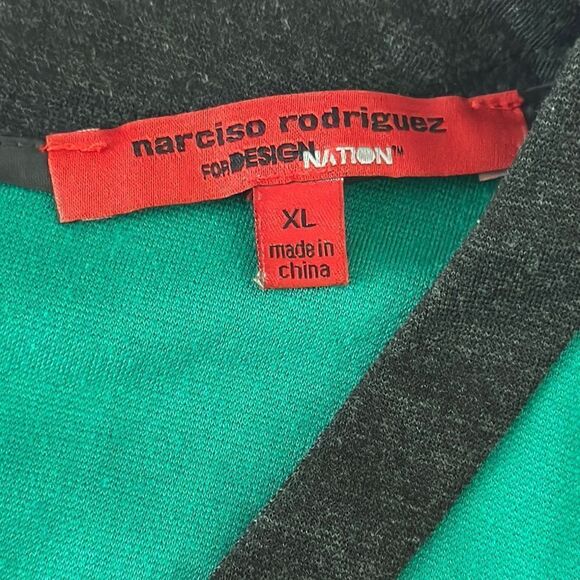 narciso rodriguez
FOR DESIGN NATION™
XL
made in
china